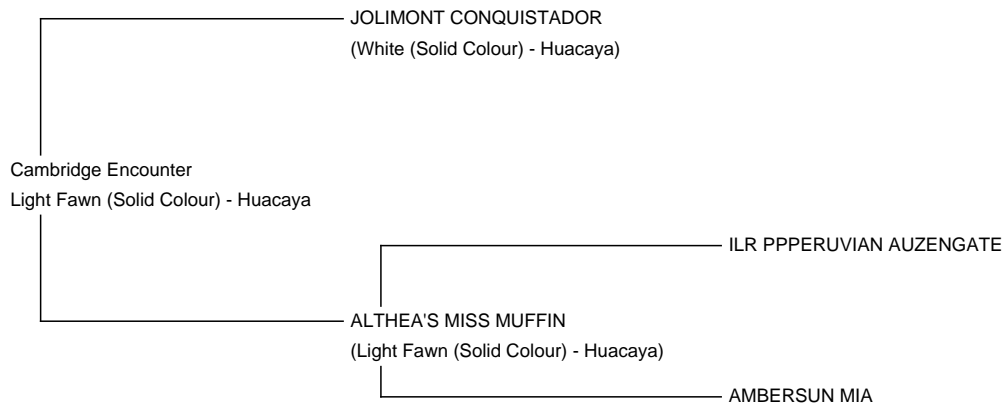 JOLIMONT CONQUISTADOR
(White (Solid Colour) - Huacaya)
Cambridge Encounter
Light Fawn (Solid Colour) - Huacaya
ILR PPPERUVIAN AUZENGATE
ALTHEA'S MISS MUFFIN
(Light Fawn (Solid Colour) - Huacaya)
AMBERSUN MIA